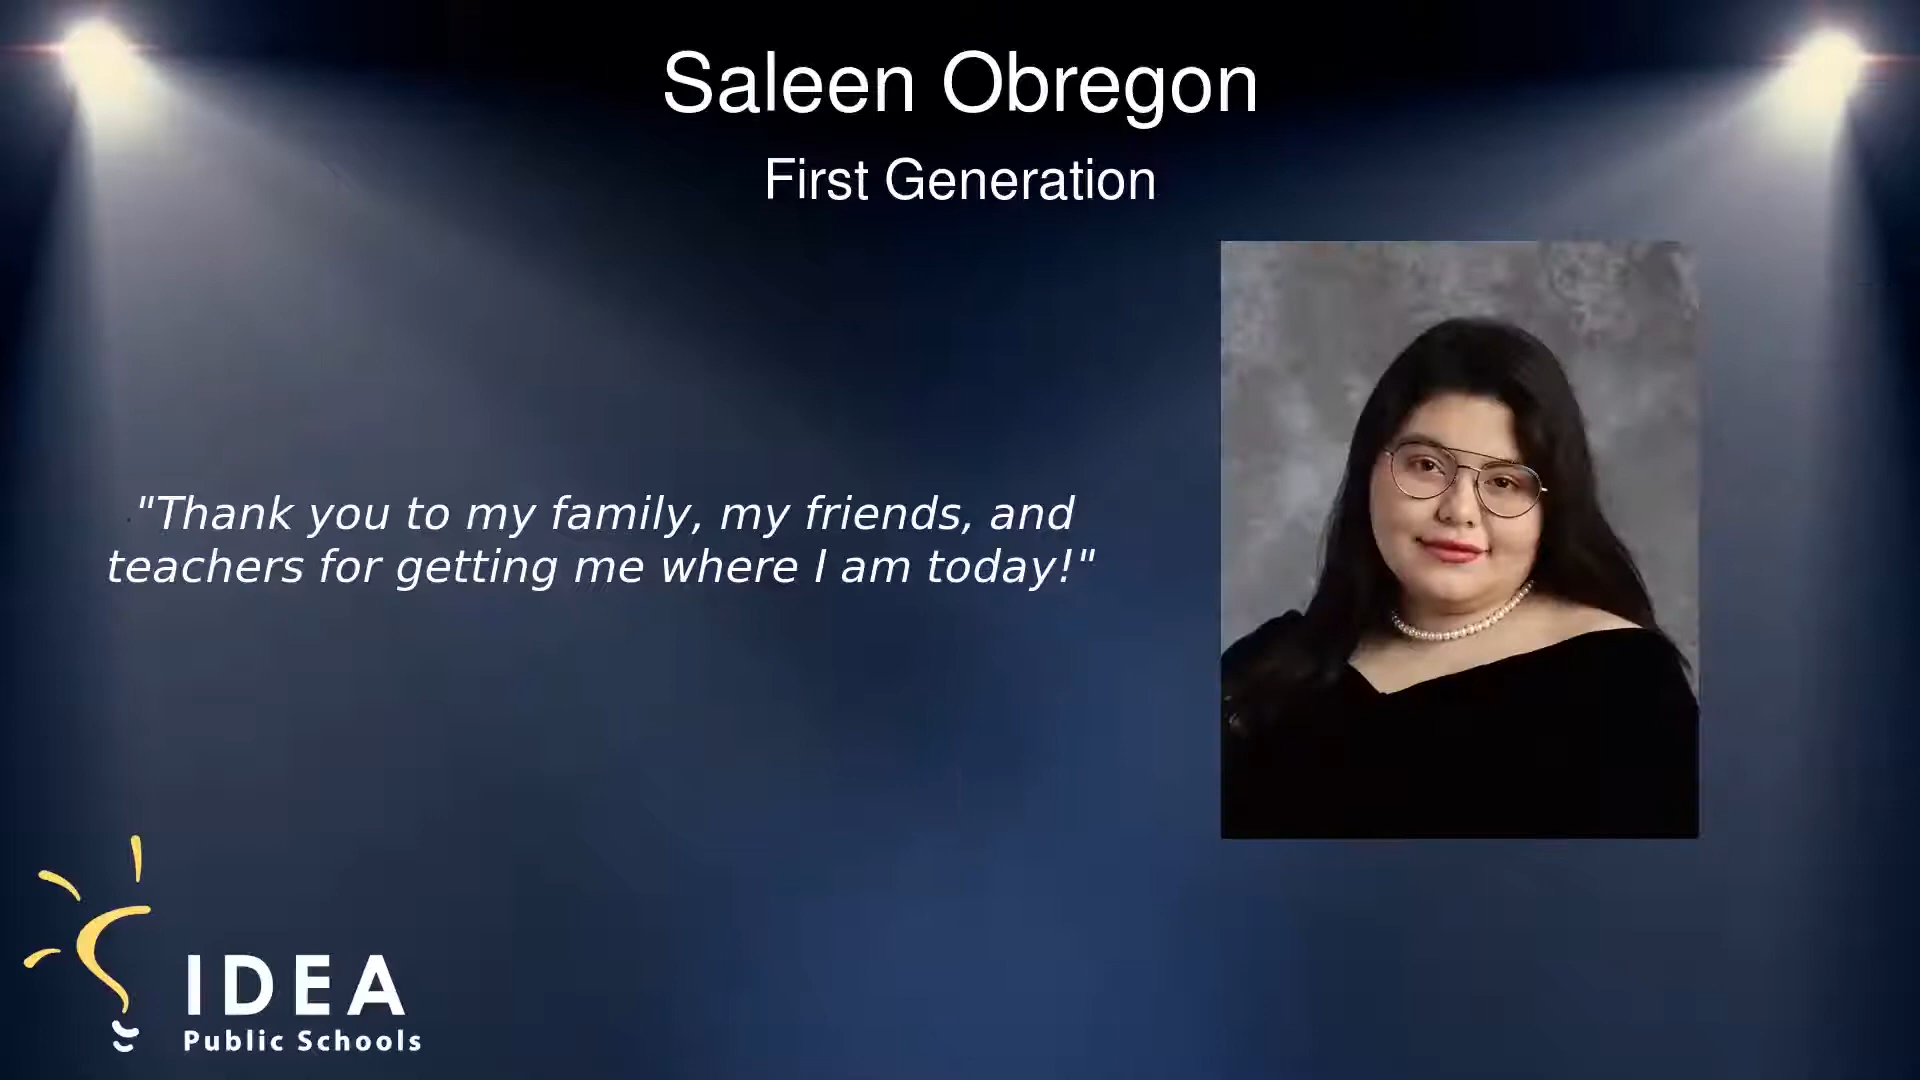 Saleen Obregon
First Generation
"Thank you to my family, my friends, and
teachers for getting me where I am today!"
IDEA
Public Schools